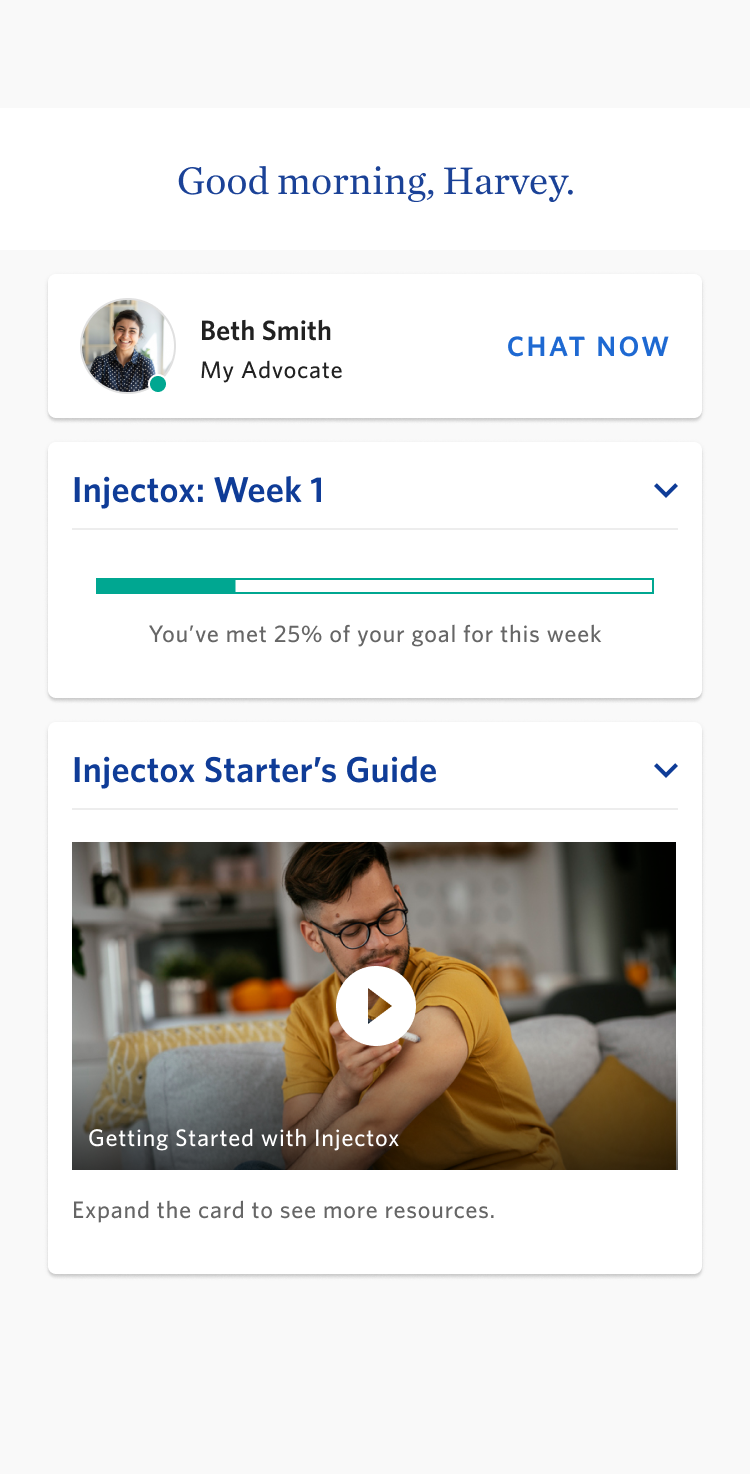 Good morning, Harvey.
Beth Smith
My Advocate
CHAT NOW
Injectox: Week 1
You’ve met 25% of your goal for this week
Injectox Starter’s Guide
Getting Started with Injectox
Expand the card to see more resources.